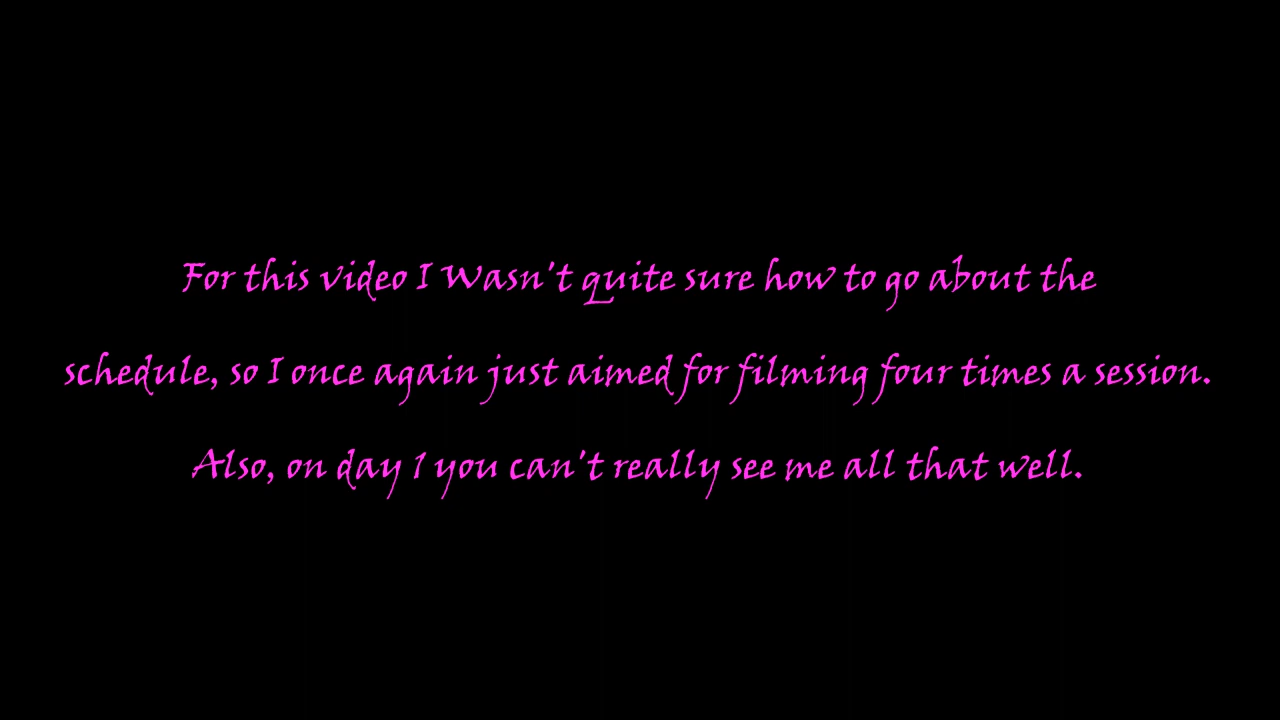 For this video I Wasn't quite sure how to go about the
schedule, so I once again just aimed for filming four times a session.
Also, on day 1 you can't really see me all that well.